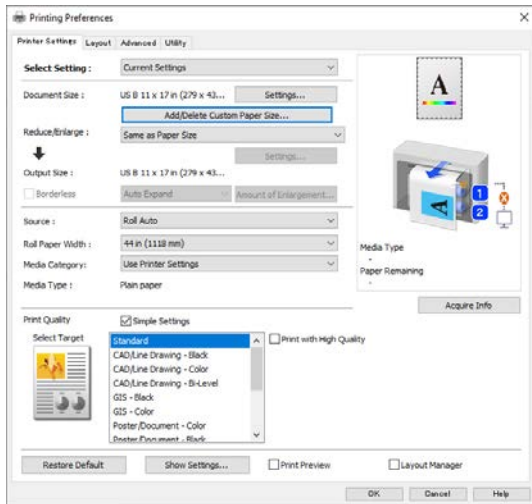 Printing Preferences
Printer Settings Layout Advanced Utility
Select Setting : Current Settings
Document Size : US B 11 x 17 in (279 x 43... Settings...
Add/Delete Custom Paper Size...
Reduce/Enlarge : Same as Paper Size
Settings...
Output Size : US B 11 x 17 in (279 x 43...
Borderless Auto Expand Amount of Enlargement...
Source : Roll Auto
Roll Paper Width : 44 in (1118 mm)
Media Category: Use Printer Settings
Media Type : Plain paper
A
A
1
2
Media Type
-
Paper Remaining
-
Acquire Info
Print Quality Simple Settings
Select Target
Standard
CAD/Line Drawing - Black
CAD/Line Drawing - Color
CAD/Line Drawing - Bi-Level
GIS - Black
GIS - Color
Poster/Document - Color
Poster/Document - Black
Print with High Quality
Restore Default Show Settings... Print Preview Layout Manager
OK Cancel Help